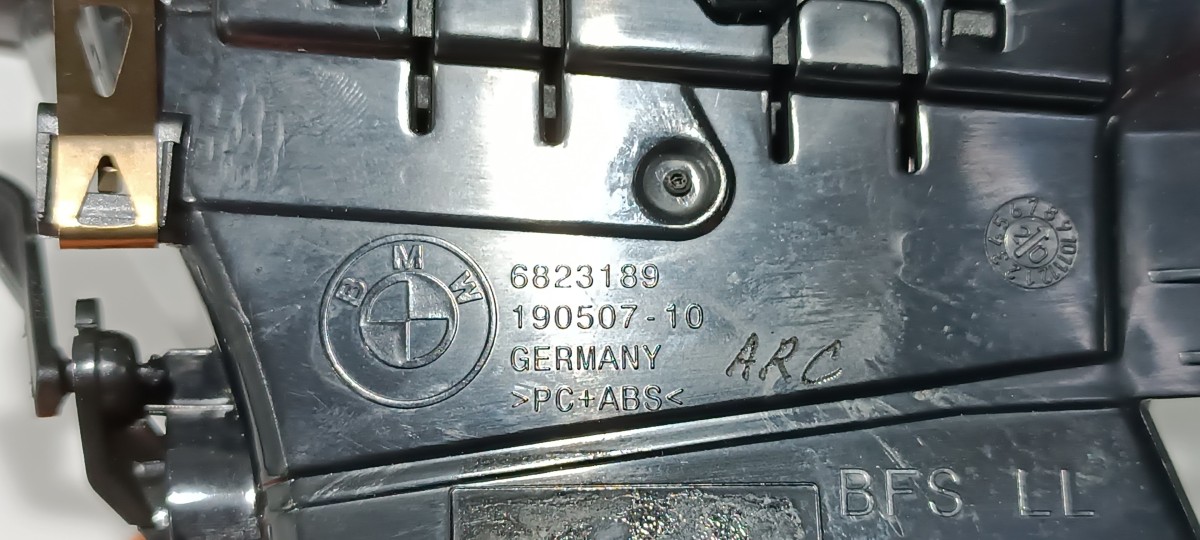 BMW
6823189
190507-10
GERMANY
>PC+ABS<
ARC
BFS LL